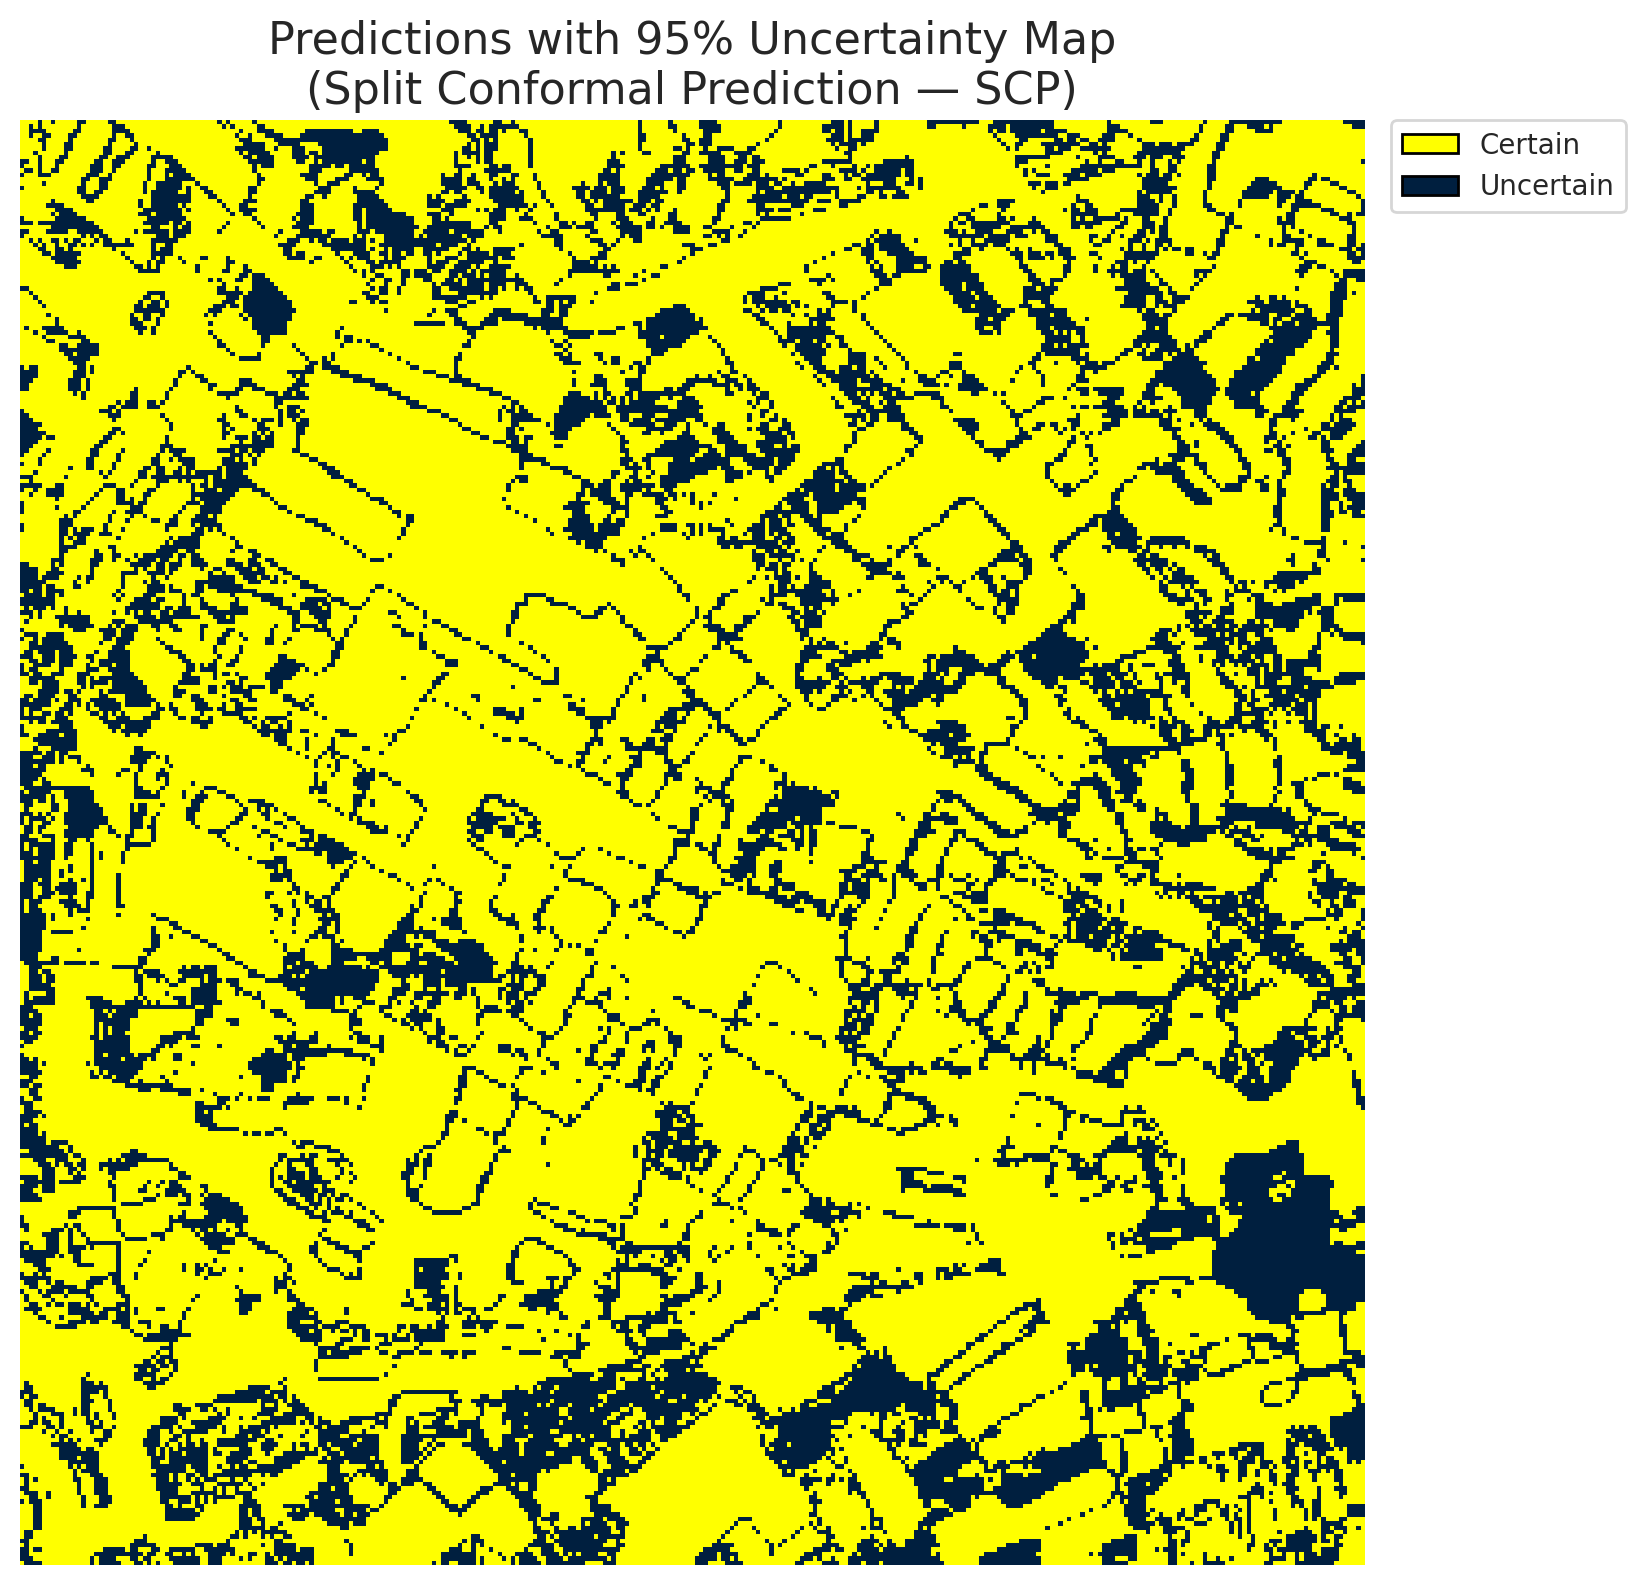 Predictions with 95% Uncertainty Map
(Split Conformal Prediction — SCP)
Certain
Uncertain